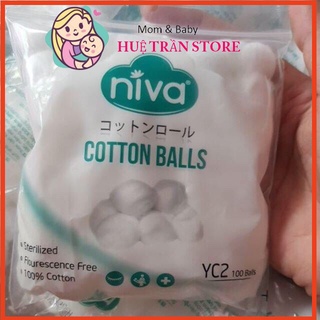 Mom & Baby
HUỆ TRẦN STORE
niva®
コットンロール
COTTON BALLS
Sterilized
Flourescence Free
100% Cotton
YC2 100 Balls